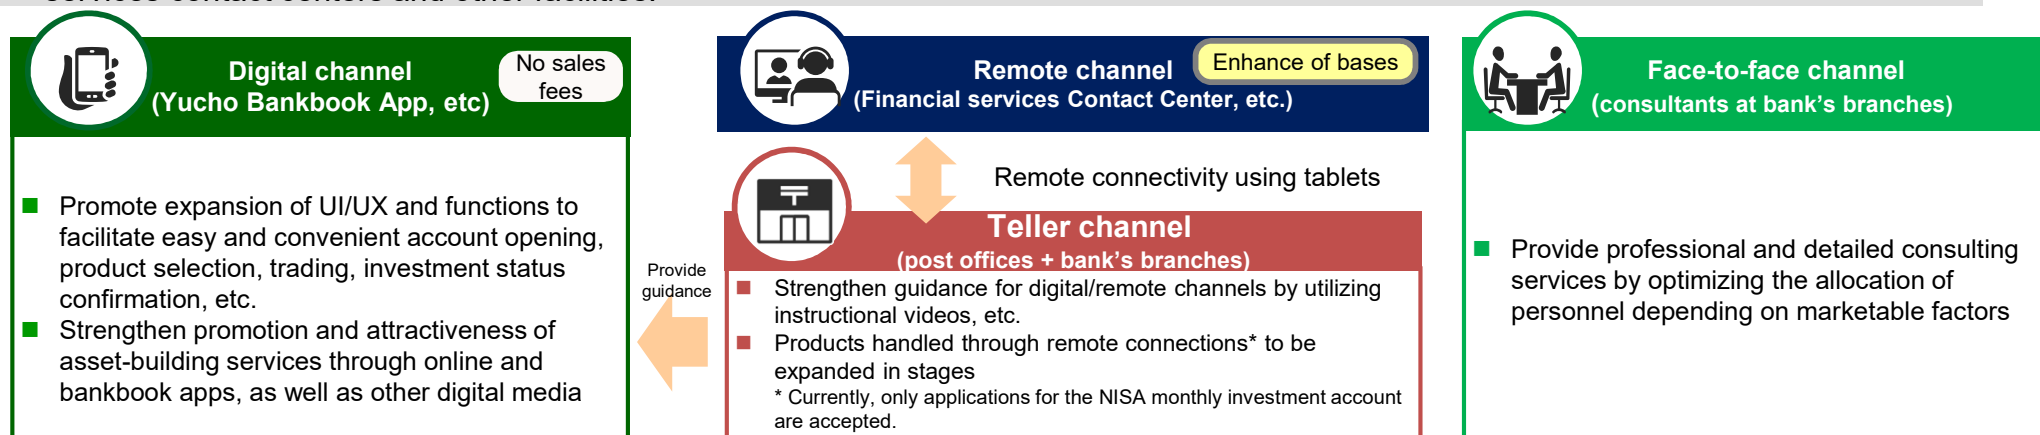 services contact centers and other facilities.
Digital channel
(Yucho Bankbook App, etc)
No sales
fees
Promote expansion of UI/UX and functions to
facilitate easy and convenient account opening,
product selection, trading, investment status
confirmation, etc.
Strengthen promotion and attractiveness of
asset-building services through online and
bankbook apps, as well as other digital media
Provide
guidance
Remote channel
(Financial services Contact Center, etc.)
Enhance of bases
Remote connectivity using tablets
Teller channel
(post offices + bank's branches)
Strengthen guidance for digital/remote channels by utilizing
instructional videos, etc.
Products handled through remote connections* to be
expanded in stages
* Currently, only applications for the NISA monthly investment account
are accepted.
Face-to-face channel
(consultants at bank's branches)
Provide professional and detailed consulting
services by optimizing the allocation of
personnel depending on marketable factors